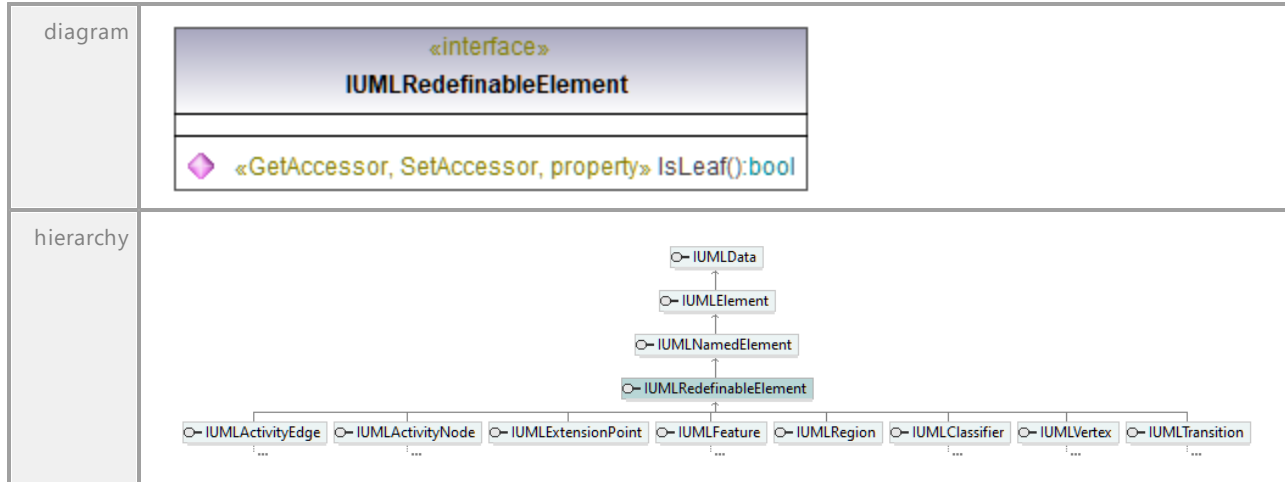 diagram
«interface»
IUMLRedefinableElement
«GetAccessor, SetAccessor, property» IsLeaf():bool
hierarchy
IUMLData
IUMLElement
IUMLNamedElement
IUMLRedefinableElement
IUMLActivityEdge IUMLActivityNode IUMLExtensionPoint IUMLFeature IUMLRegion IUMLClassifier IUMLVertex IUMLTransition
... ... ... ... ... ...